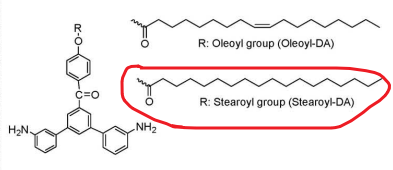 R
O
O
R: Oleoyl group (Oleoyl-DA)
C=O
O
R: Stearoyl group (Stearoyl-DA)
H₂N
NH₂